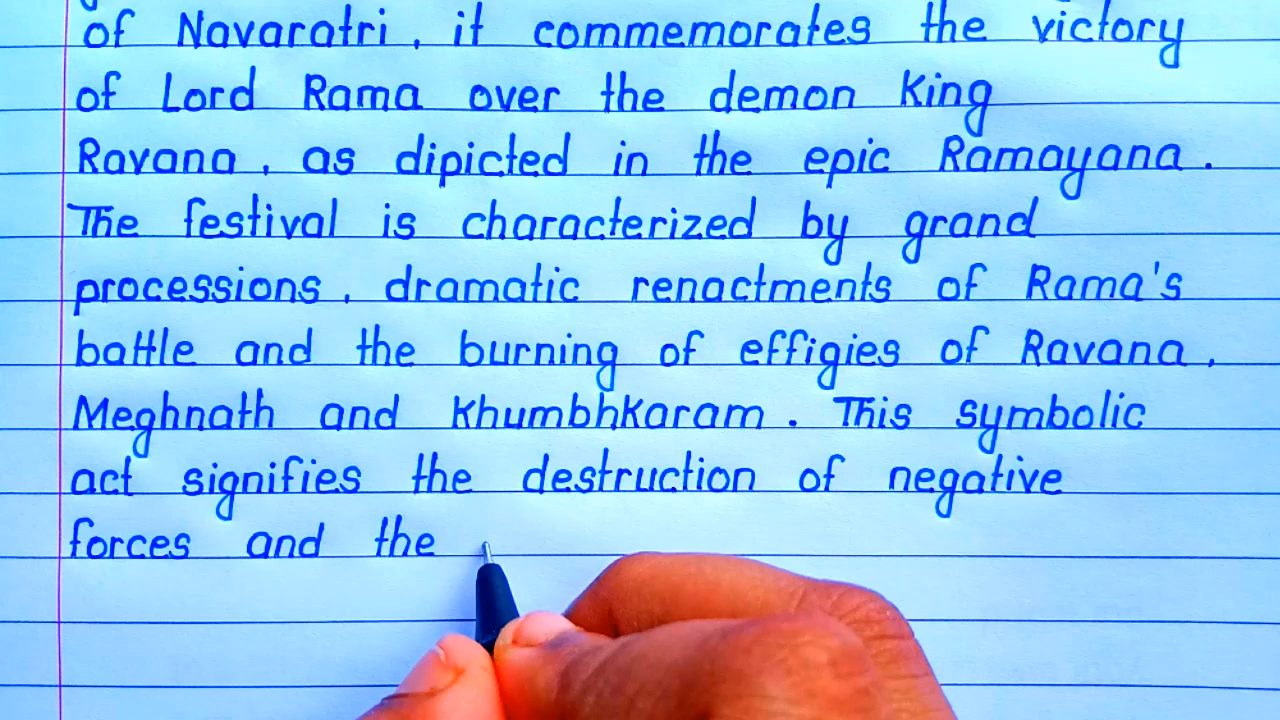 of Navaratri, it commemorates the victory
of Lord Rama over the demon King
Ravana, as dipicted in the epic Ramayana.
The festival is characterized by grand
processions, dramatic renactments of Rama's
battle and the burning of effigies of Ravana,
Meghnath and Khumbhkaram. This symbolic
act signifies the destruction of negative
forces and the